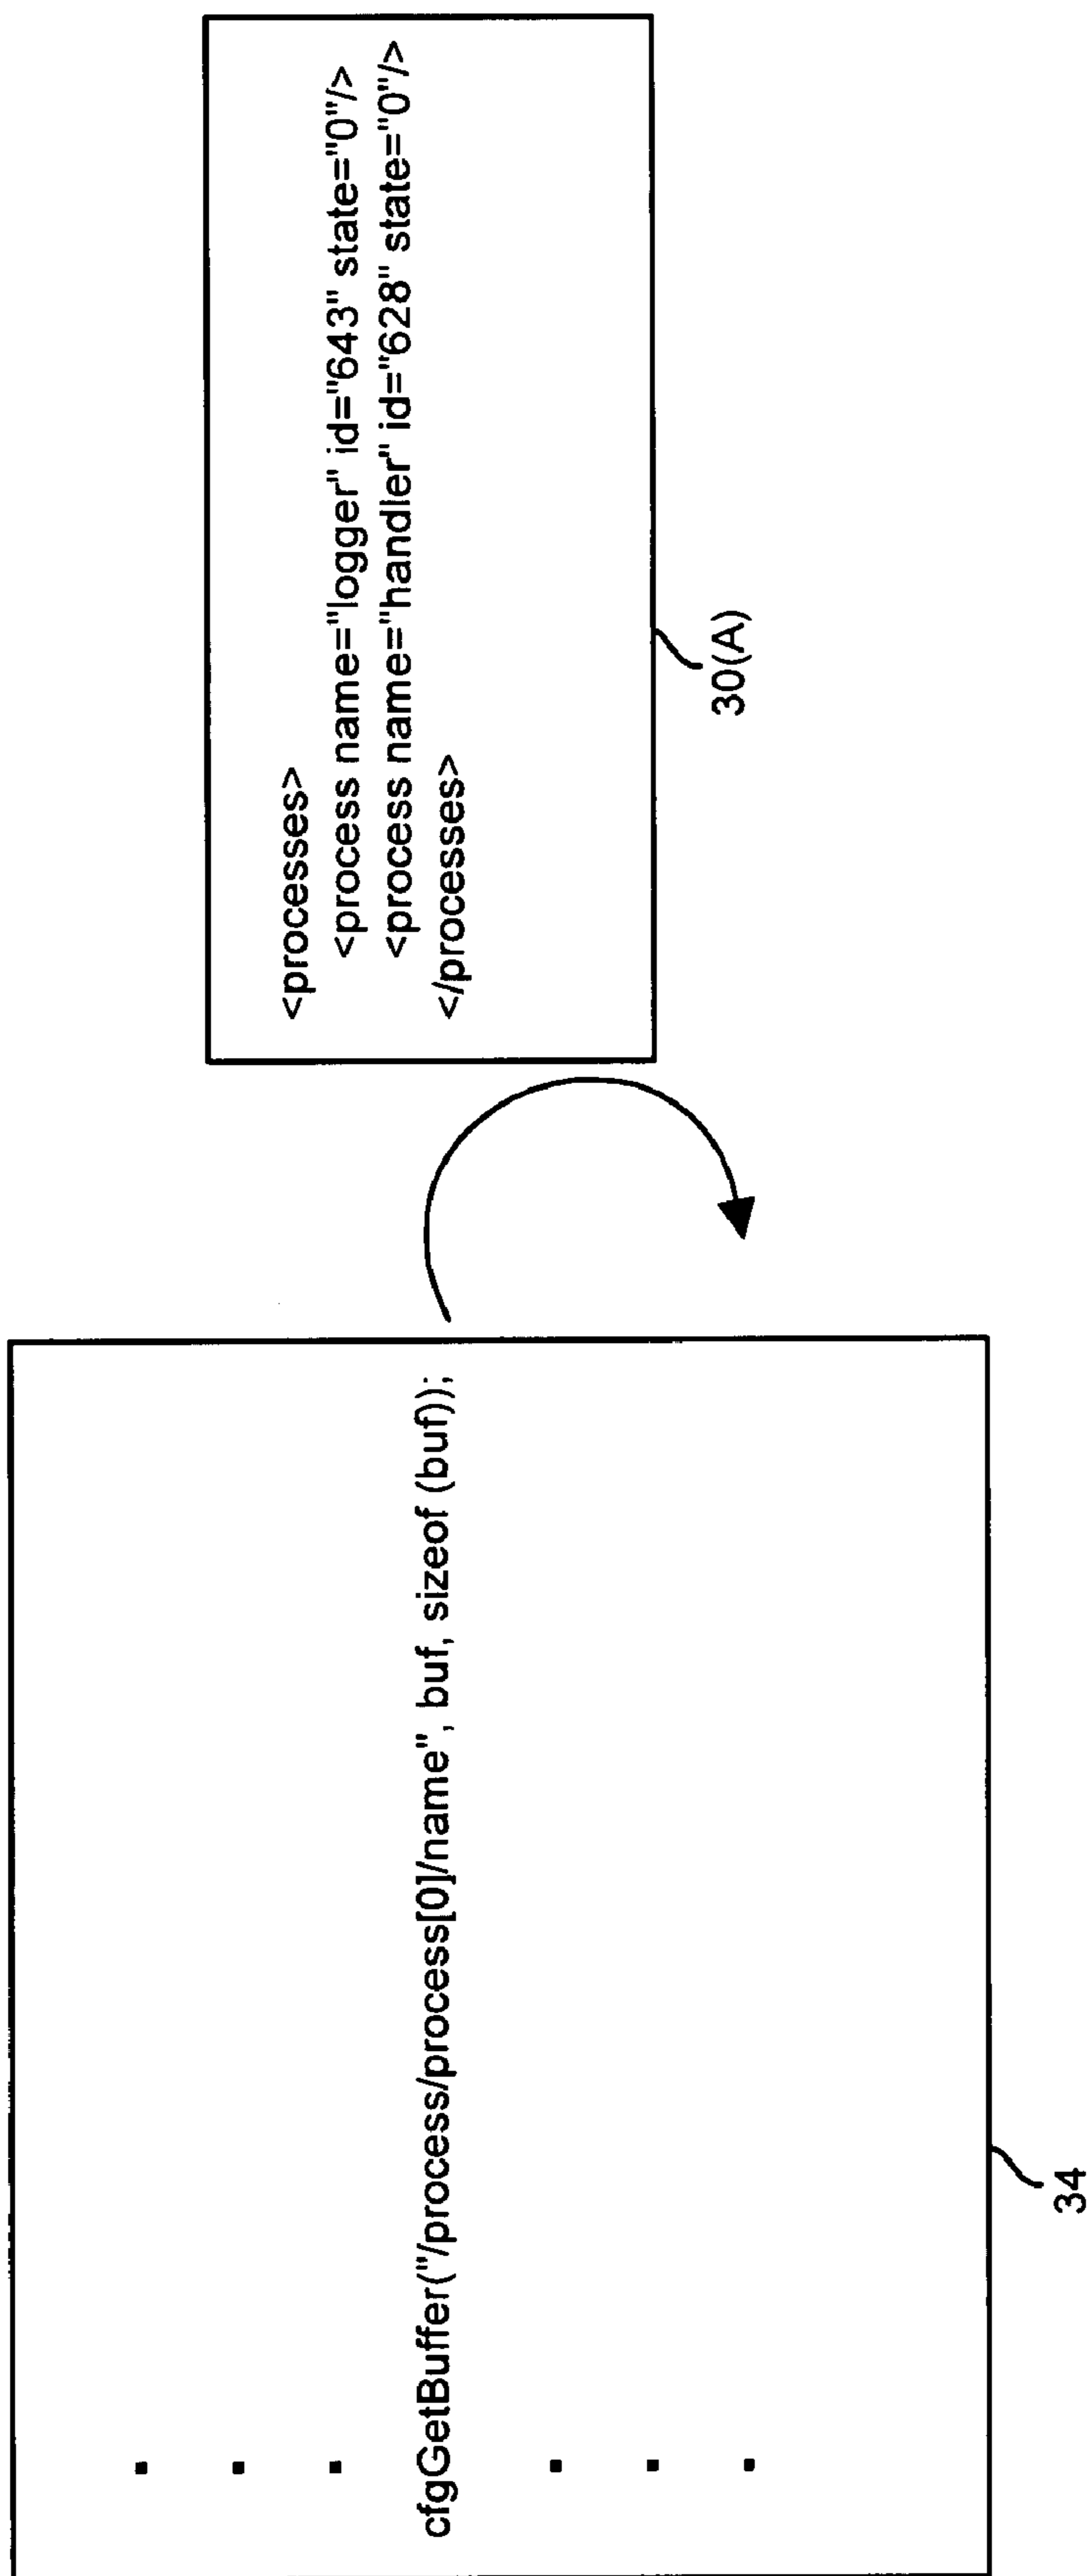 cfgGetBuffer("/process/process[0]/name", buf, sizeof (buf));
34
<processes>
<process name="logger" id="643" state="0"/>
<process name="handler" id="628" state="0"/>
</processes>
30(A)